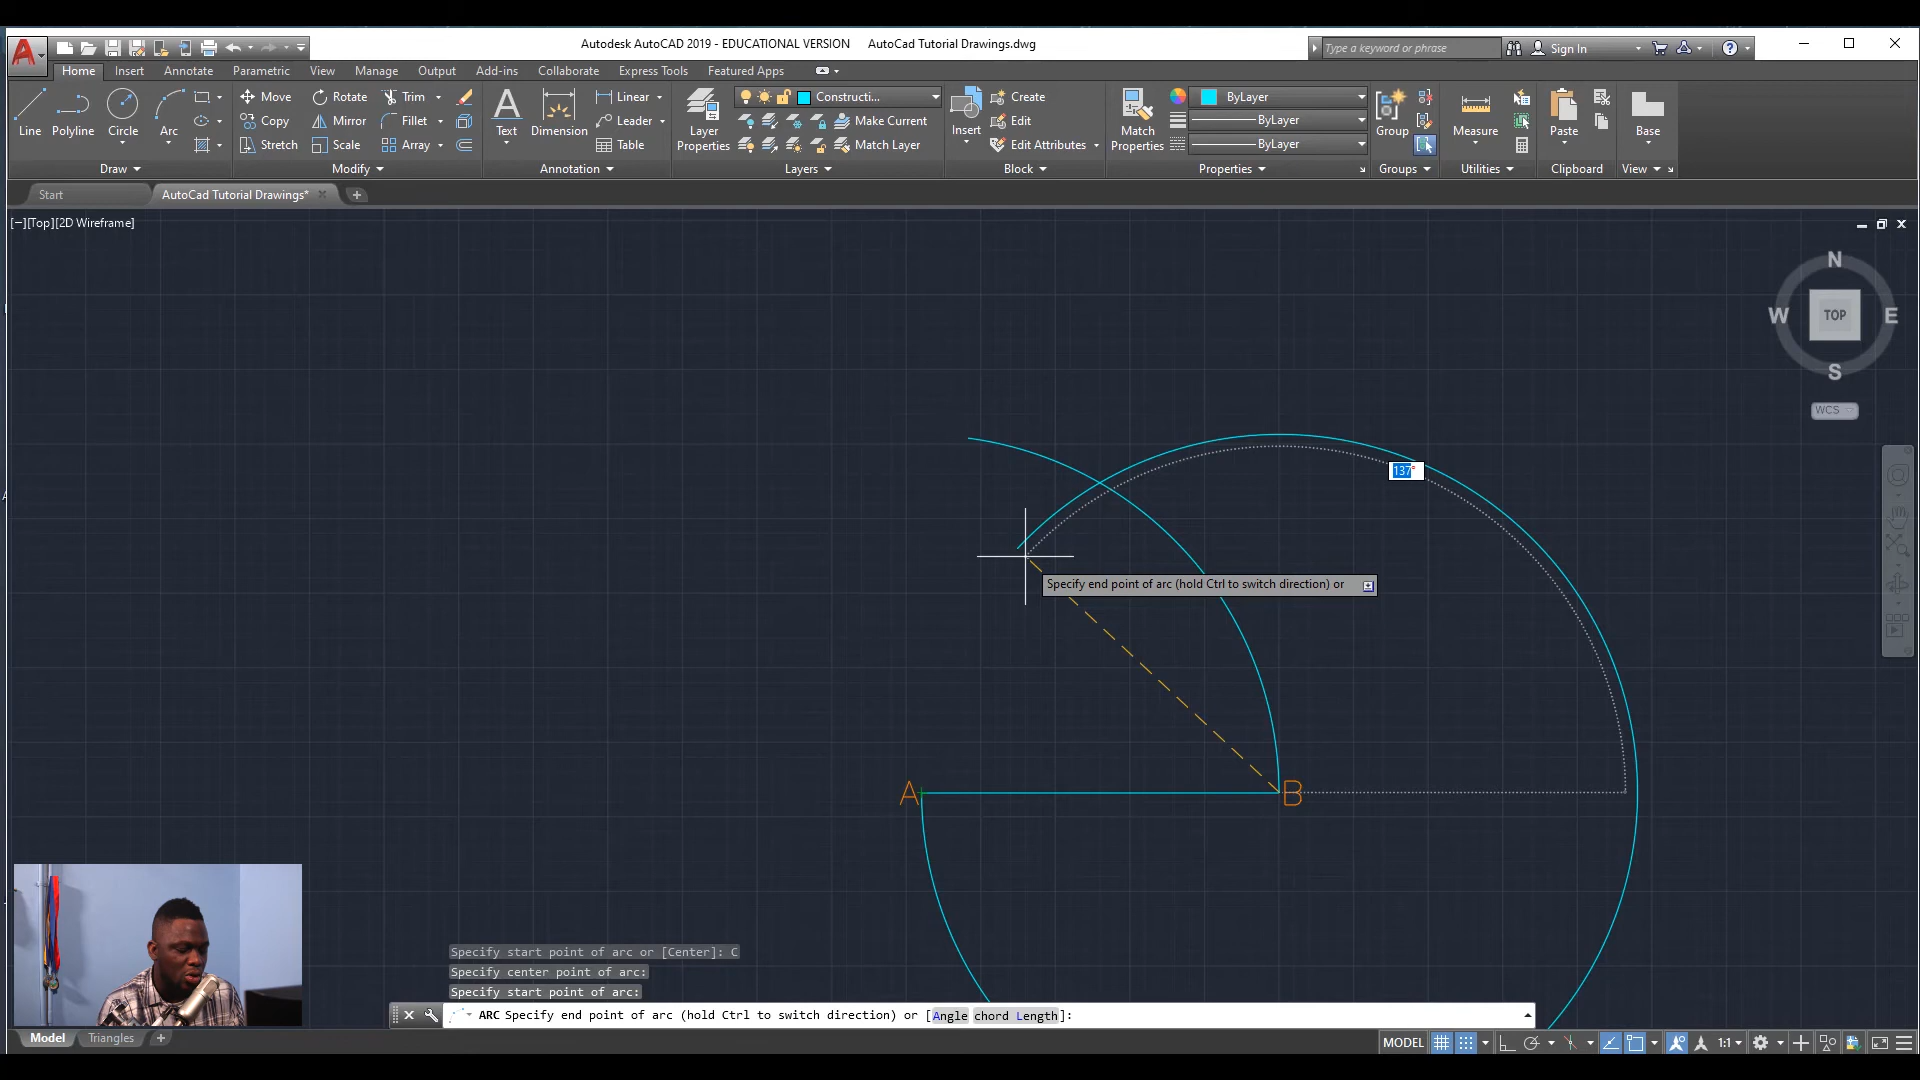 Autodesk AutoCAD 2019 - EDUCATIONAL VERSION AutoCad Tutorial Drawings.dwg
Type a keyword or phrase
Sign In
Home Insert Annotate Parametric View Manage Output Add-ins Collaborate Express Tools Featured Apps
Line Polyline Circle Arc
Move Rotate Trim
Copy Mirror Fillet
Stretch Scale Array
Text Dimension
Linear
Leader
Table
Layer Properties
Constructi...
Make Current
Match Layer
Insert
Create
Edit
Edit Attributes
Match Properties
ByLayer
ByLayer
ByLayer
Group
Measure
Paste
Base
Draw Modify Annotation Layers Block Properties Groups Utilities Clipboard View
Start AutoCad Tutorial Drawings*
[−][Top][2D Wireframe]
N
W TOP E
S
WCS
137°
Specify end point of arc (hold Ctrl to switch direction) or
A B
Specify start point of arc or [Center]: C
Specify center point of arc:
Specify start point of arc:
ARC Specify end point of arc (hold Ctrl to switch direction) or [Angle chord Length]:
Model Triangles
MODEL 1:1